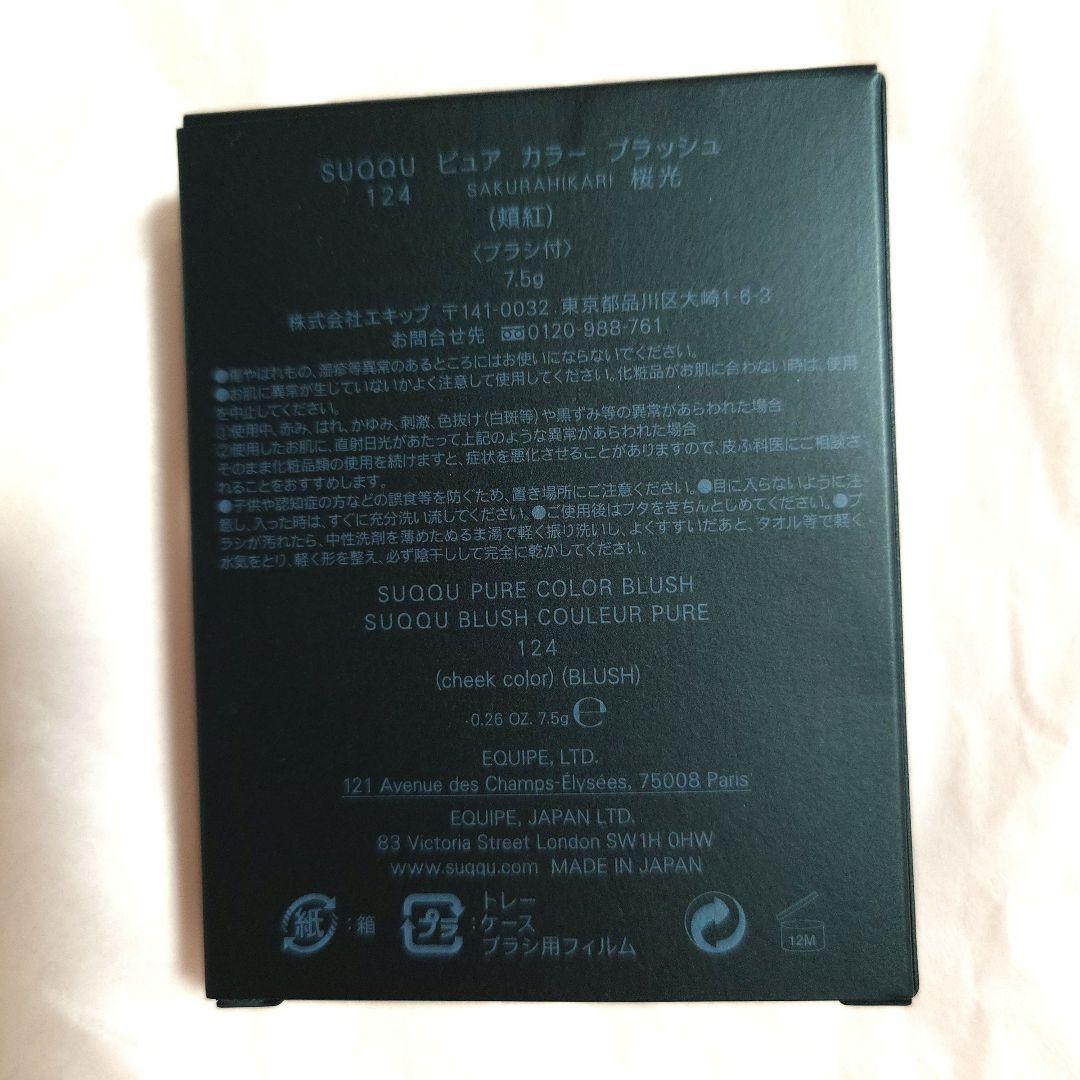 SUQQU ピュア カラー ブラッシュ
124 SAKURAHIKARI 桜光
(頬紅)
〈ブラシ付〉
7.5g
株式会社エキップ 〒141-0032 東京都品川区大崎1-6-3
お問合せ先 0120-988-761
●傷やはれもの、湿疹等異常のあるところにはお使いにならないでください。
●お肌に異常が生じていないかよく注意して使用してください。化粧品がお肌に合わない時は、使用
を中止してください。
①使用中、赤み、はれ、かゆみ、刺激、色抜け(白斑等)や黒ずみ等の異常があらわれた場合
②使用したお肌に、直射日光があたって上記のような異常があらわれた場合
そのまま化粧品類の使用を続けますと、症状を悪化させることがありますので、皮ふ科医にご相談さ
れることをおすすめします。
●子供や認知症の方などの誤食等を防ぐため、置き場所にご注意ください。●目に入らないように注
意し、入った時は、すぐに充分洗い流してください。●ご使用後はフタをきちんとしめてください。●ブ
ラシが汚れたら、中性洗剤を薄めたぬるま湯で軽く振り洗いし、よくすすいだあと、タオル等で軽く
水気をとり、軽く形を整え、必ず陰干しして完全に乾かしてください。
SUQQU PURE COLOR BLUSH
SUQQU BLUSH COULEUR PURE
124
(cheek color) (BLUSH)
0.26 OZ. 7.5g ℮
EQUIPE, LTD.
121 Avenue des Champs-Élysées, 75008 Paris
EQUIPE, JAPAN LTD.
83 Victoria Street London SW1H 0HW
www.suqqu.com MADE IN JAPAN
紙 :箱 プラ :トレー
ケース
ブラシ用フィルム
12M